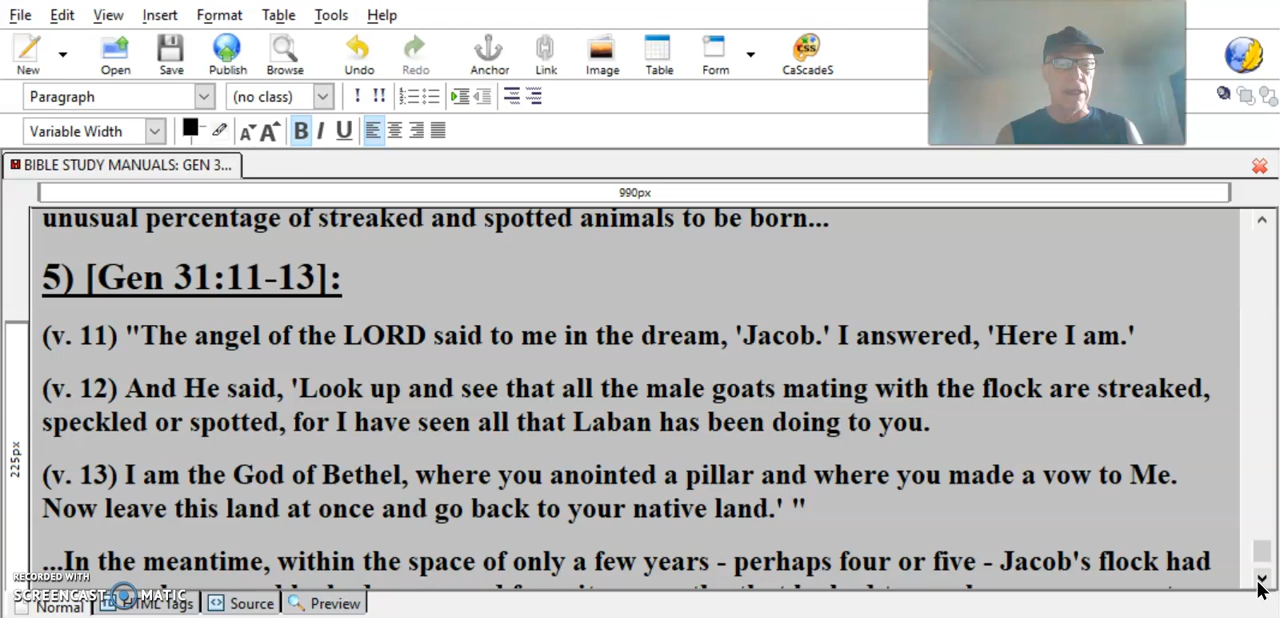 File Edit View Insert Format Table Tools Help
New Open Save Publish Browse Undo Redo Anchor Link Image Table Form CaScadeS
Paragraph (no class) ! !!
Variable Width A A B I U
BIBLE STUDY MANUALS: GEN 3...
990px
unusual percentage of streaked and spotted animals to be born...
5) [Gen 31:11-13]:
(v. 11) "The angel of the LORD said to me in the dream, 'Jacob.' I answered, 'Here I am.'
(v. 12) And He said, 'Look up and see that all the male goats mating with the flock are streaked,
speckled or spotted, for I have seen all that Laban has been doing to you.
(v. 13) I am the God of Bethel, where you anointed a pillar and where you made a vow to Me.
Now leave this land at once and go back to your native land.' "
225px
...In the meantime, within the space of only a few years - perhaps four or five - Jacob's flock had
RECORDED WITH
SCREENCAST MATIC
Normal HTML Tags Source Preview